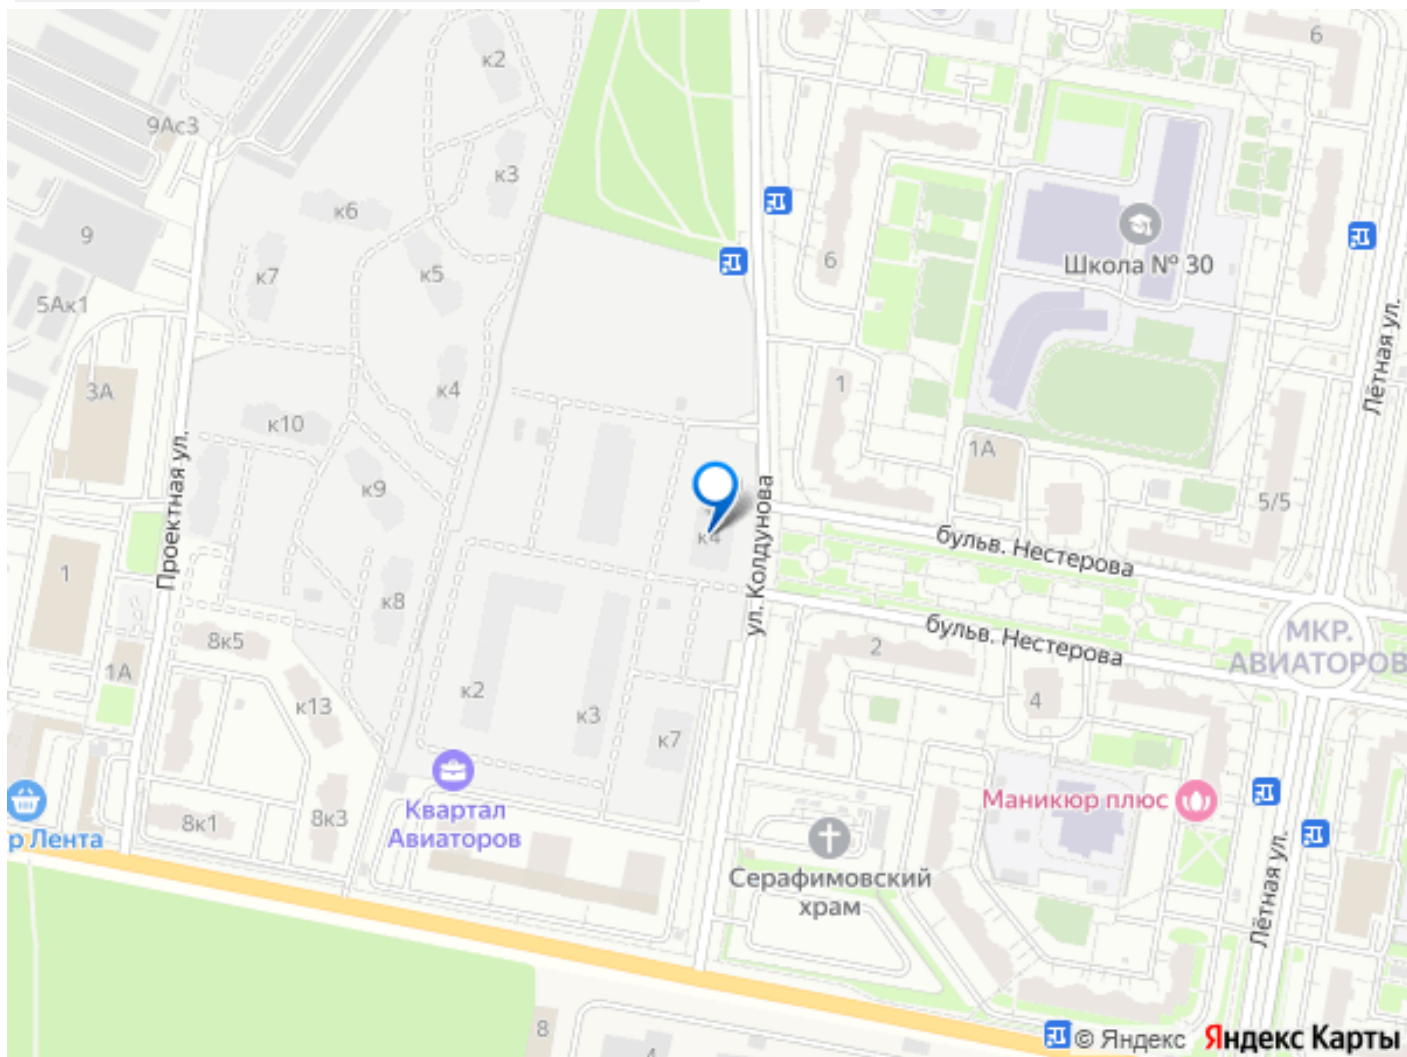 к2
6
9Ас3
к3
к6
9
к5
6
Школа № 30
к7
5Ак1
Лётная ул.
3А
к4
1
к10
1А
Проектная ул.
к9
5/5
ул. Колдунова
к4
бульв. Нестерова
1
к8
бульв. Нестерова
МКР.
АВИАТОРОВ
8к5
2
1А
к2
4
к13
к3
к7
Маникюр плюс
Квартал
Авиаторов
8к1
8к3
р Лента
Серафимовский
храм
Лётная ул.
8
4
© Яндекс Яндекс Карты